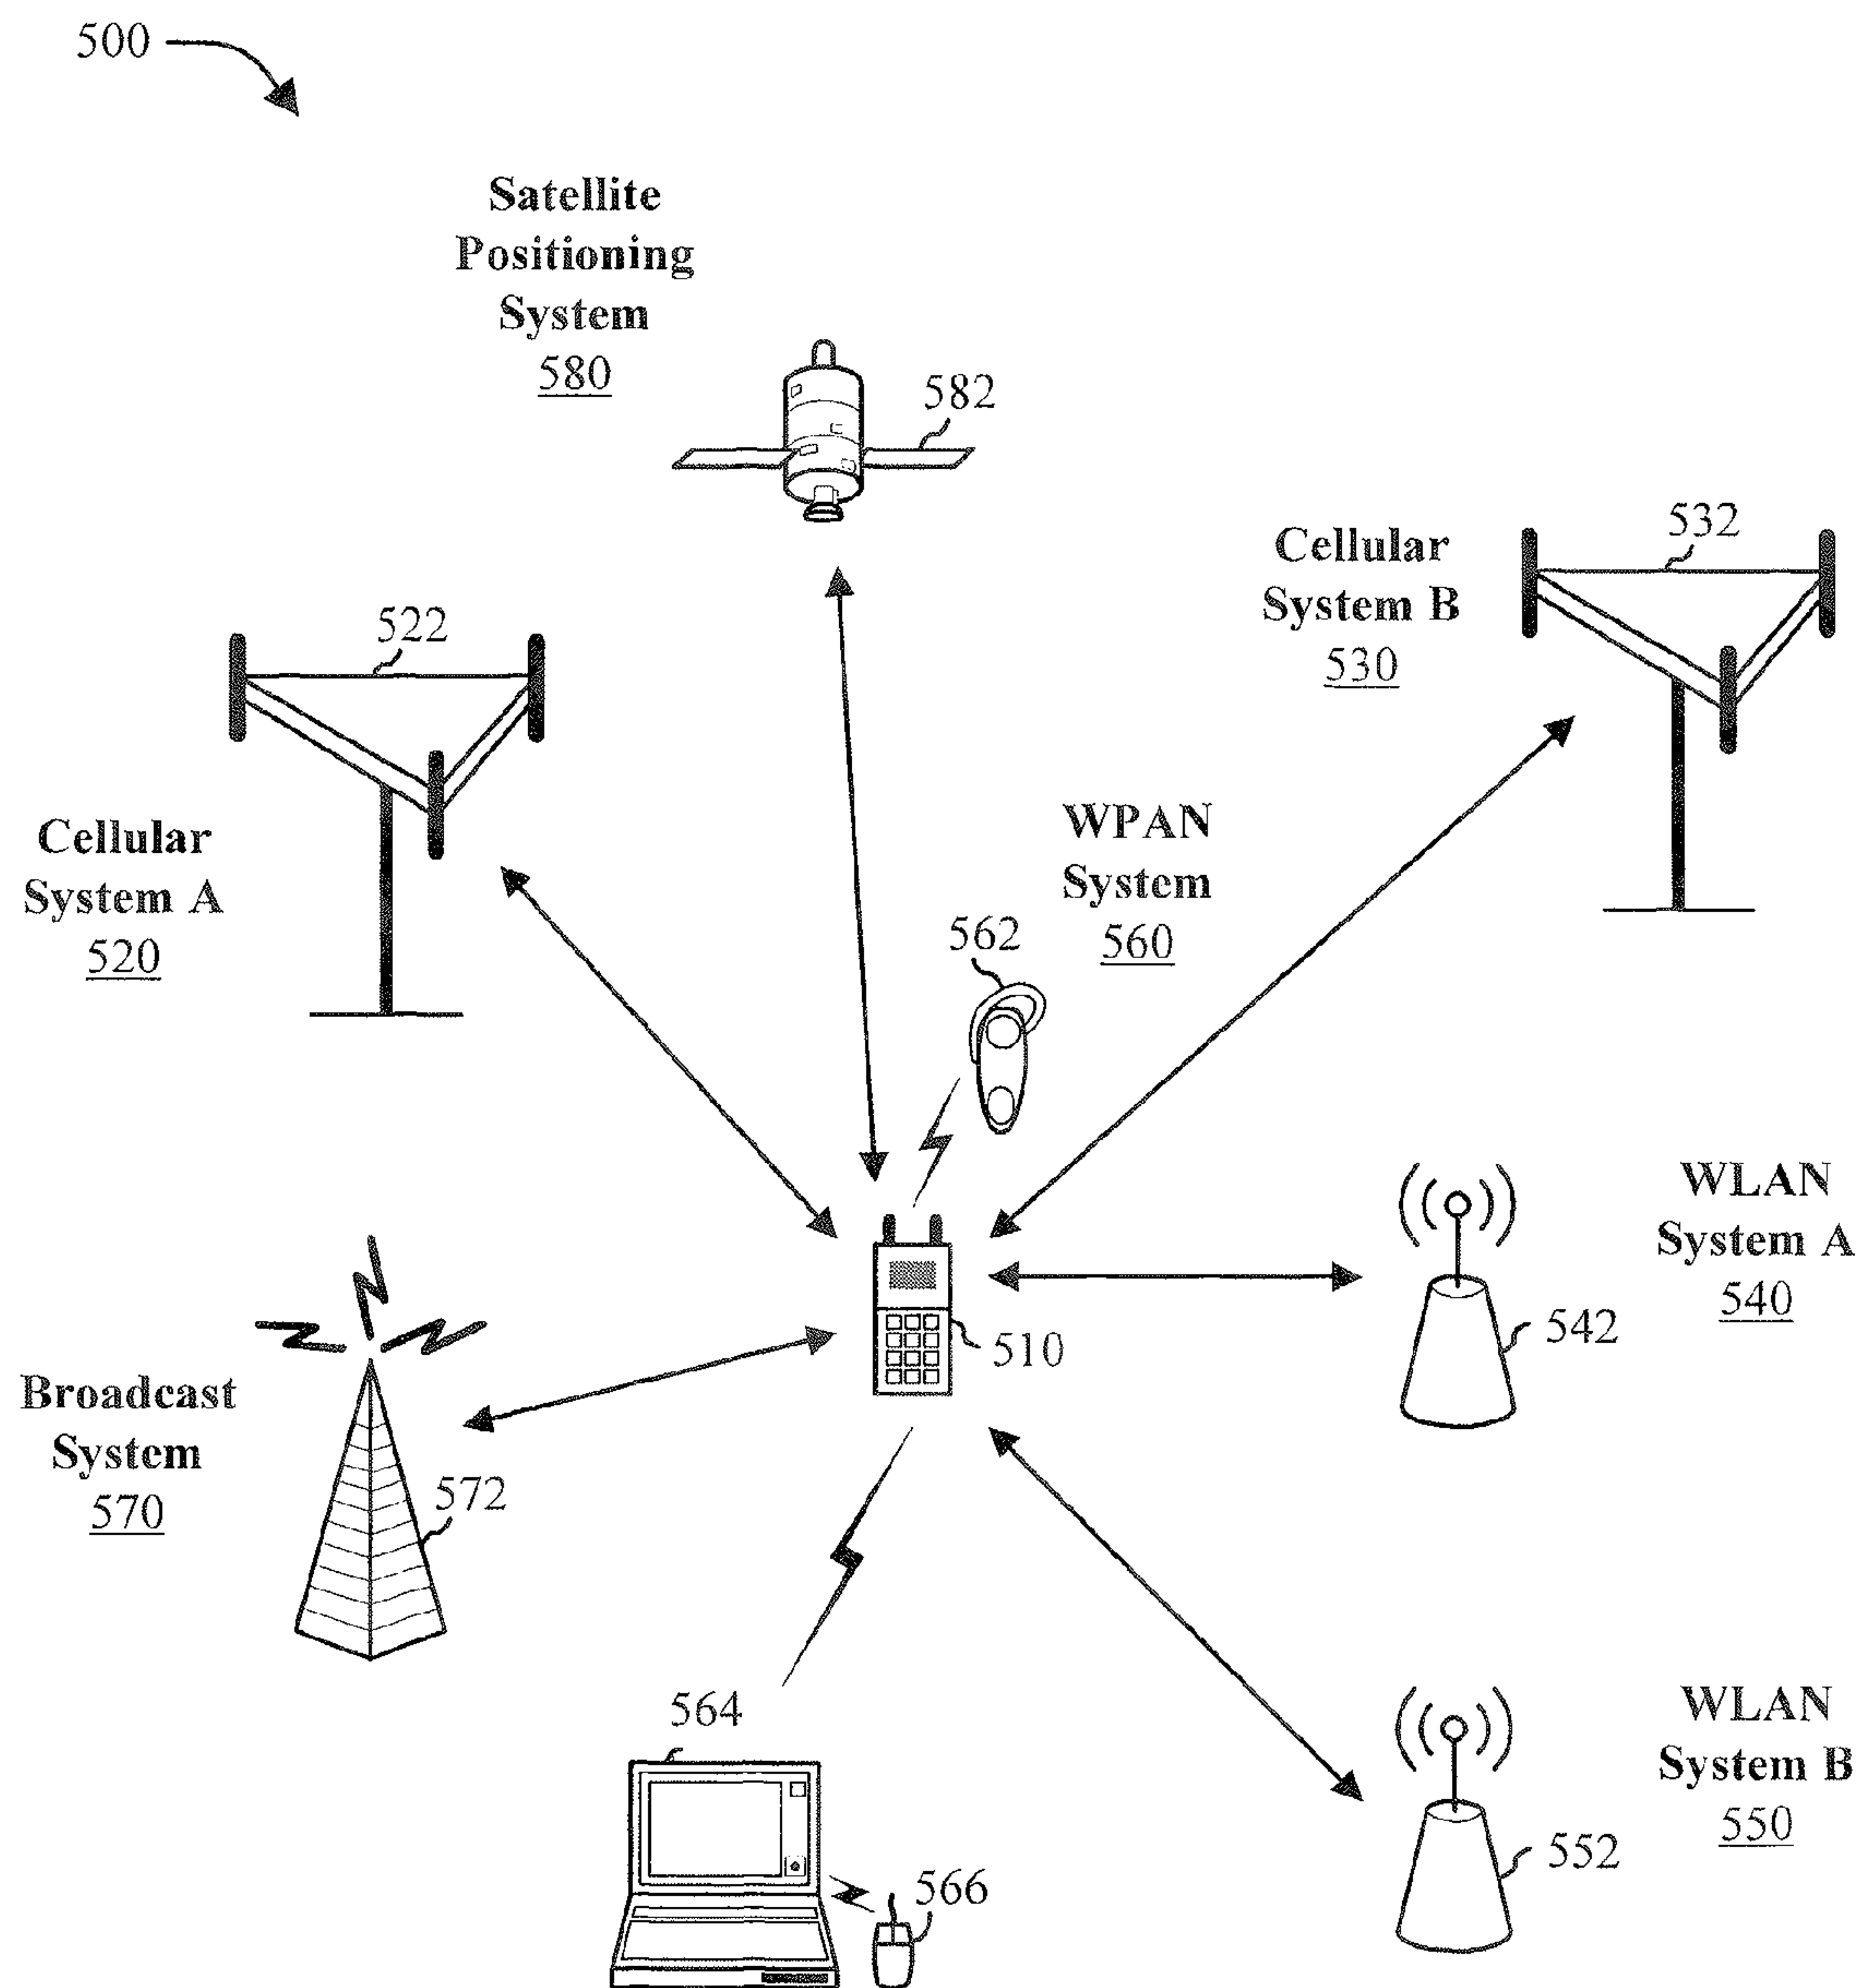 500
Satellite
Positioning
System
580
582
Cellular
System B
530
532
522
Cellular
System A
520
WPAN
System
560
562
WLAN
System A
540
542
510
Broadcast
System
570
572
564
566
WLAN
System B
550
552